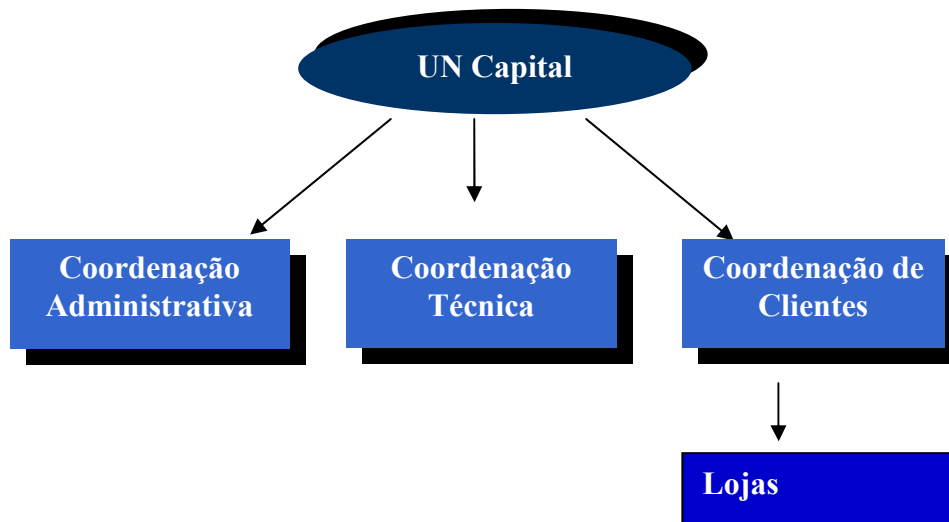 UN Capital
Coordenação
Administrativa
Coordenação
Técnica
Coordenação de
Clientes
Lojas